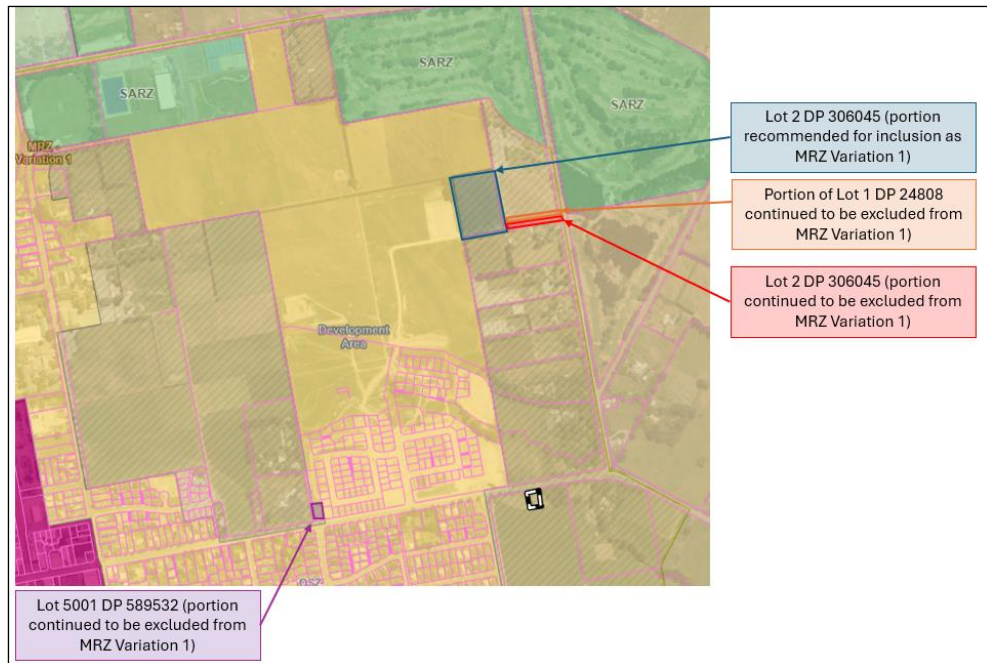 SARZ
SARZ
SARZ
MRZ -
Variation 1
Lot 2 DP 306045 (portion
recommended for inclusion as
MRZ Variation 1)
Portion of Lot 1 DP 24808
continued to be excluded from
MRZ Variation 1)
Lot 2 DP 306045 (portion
continued to be excluded from
MRZ Variation 1)
Development
Area
OSZ
Lot 5001 DP 589532 (portion
continued to be excluded from
MRZ Variation 1)